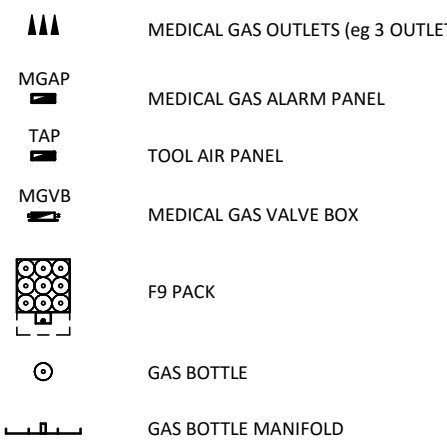 MEDICAL GAS OUTLETS (eg 3 OUTLET
MGAP
MEDICAL GAS ALARM PANEL
TAP
TOOL AIR PANEL
MGVB
MEDICAL GAS VALVE BOX
F9 PACK
GAS BOTTLE
GAS BOTTLE MANIFOLD